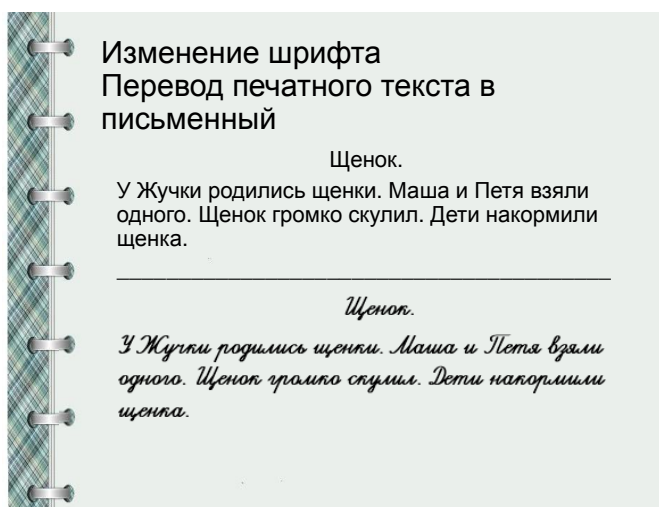 Изменение шрифта
Перевод печатного текста в
письменный
Щенок.
У Жучки родились щенки. Маша и Петя взяли
одного. Щенок громко скулил. Дети накормили
щенка.
Щенок.
У Жучки родились щенки. Маша и Петя взяли
одного. Щенок громко скулил. Дети накормили
щенка.